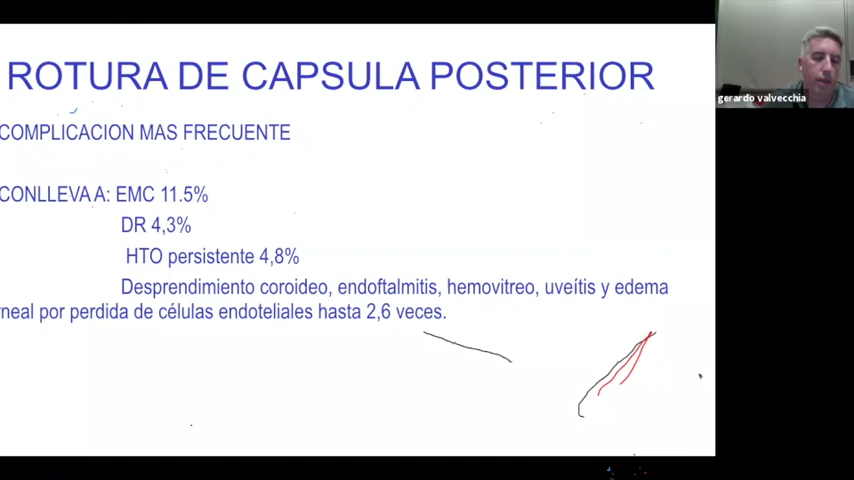 ROTURA DE CAPSULA POSTERIOR
COMPLICACION MAS FRECUENTE
CONLLEVA A: EMC 11.5%
DR 4,3%
HTO persistente 4,8%
Desprendimiento coroideo, endoftalmitis, hemovitreo, uveítis y edema
rneal por perdida de células endoteliales hasta 2,6 veces.
gerardo valvecchia